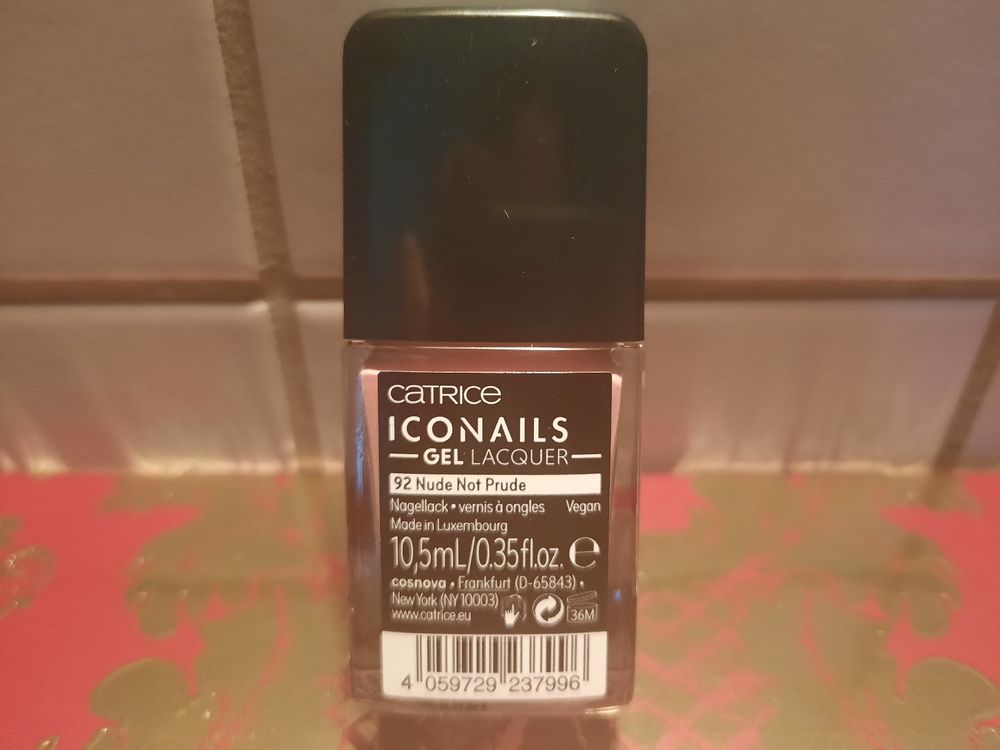 CATRICE
ICONAILS
GEL LACQUER
92 Nude Not Prude
Nagellack • vernis à ongles Vegan
Made in Luxembourg
10,5mL/0.35fl.oz. ℮
cosnova • Frankfurt (D-65843) •
New York (NY 10003)
www.catrice.eu 36M
4 059729 237996